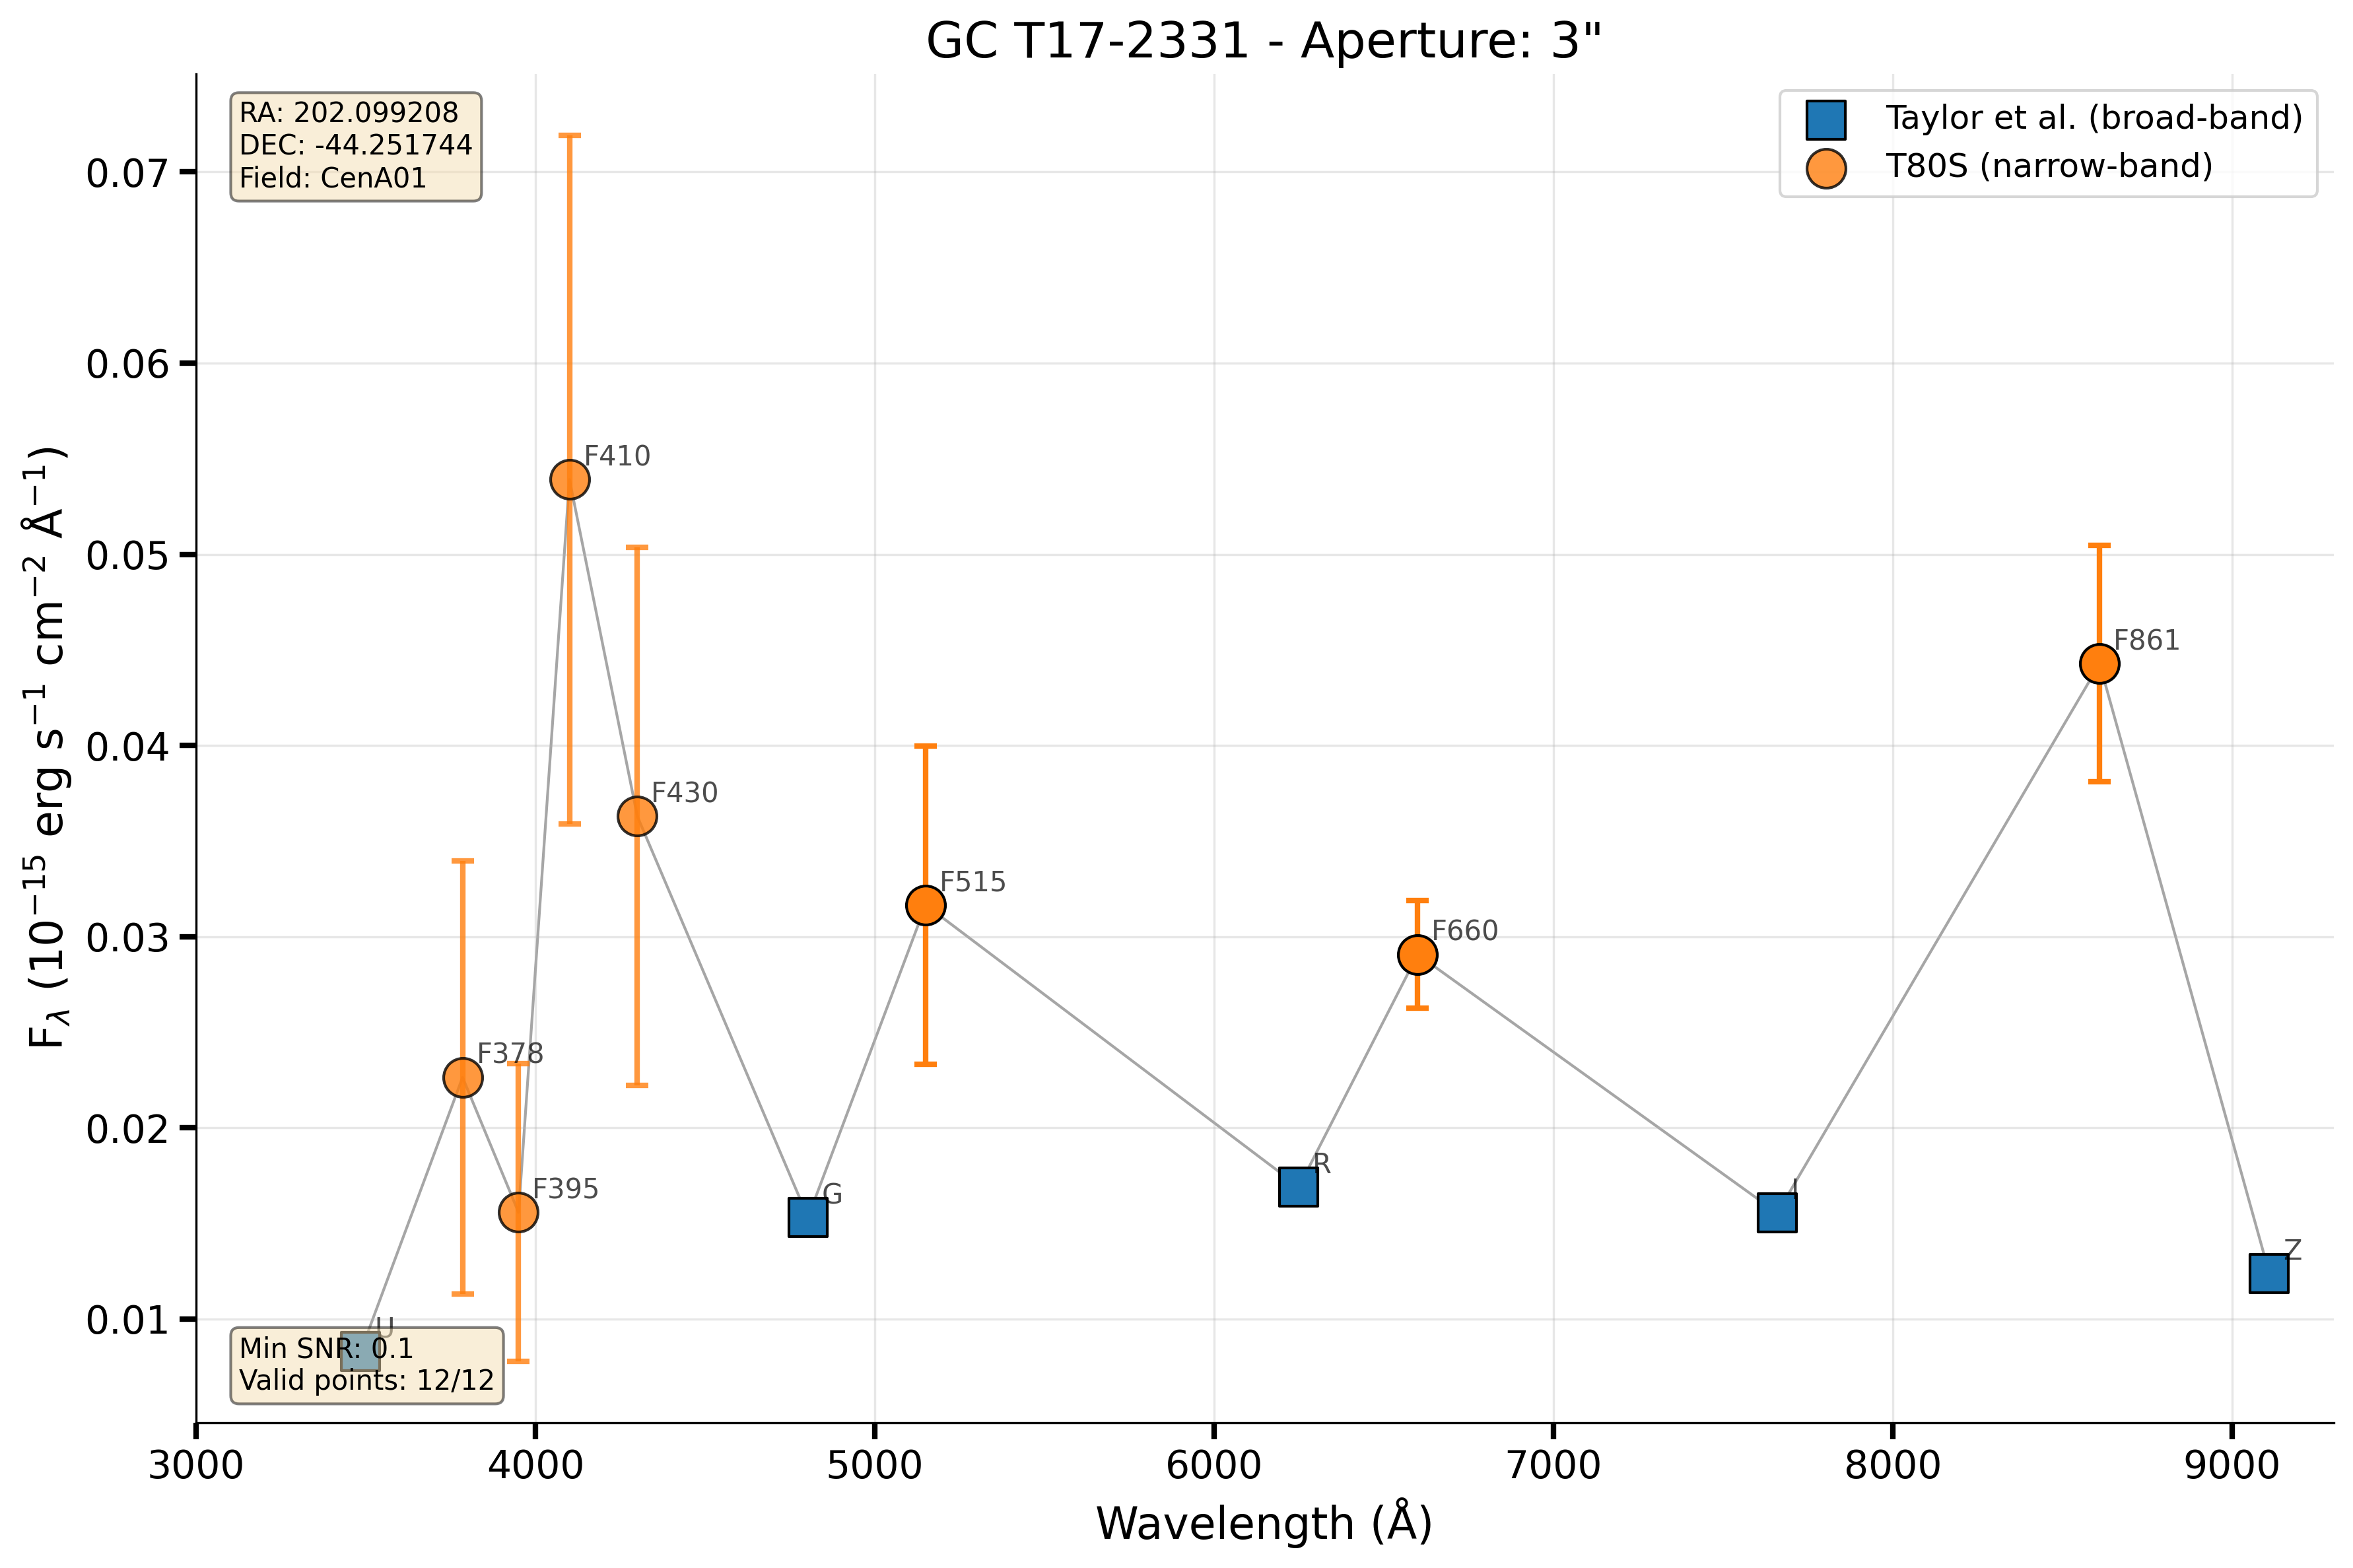 GC T17-2331 - Aperture: 3"
RA: 202.099208
DEC: -44.251744
Field: CenA01
Taylor et al. (broad-band)
T80S (narrow-band)
0.07
0.06
0.05
0.04
0.03
0.02
0.01
F_λ (10⁻¹⁵ erg s⁻¹ cm⁻² Å⁻¹)
F410
F430
F861
F515
F660
F378
F395
G
R
I
Z
U
Min SNR: 0.1
Valid points: 12/12
3000 4000 5000 6000 7000 8000 9000
Wavelength (Å)